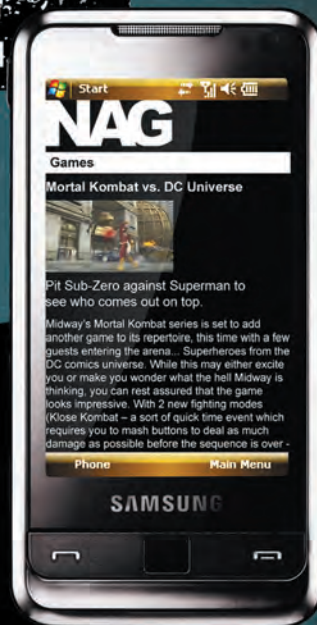 Start
NAG
Games
Mortal Kombat vs. DC Universe
Pit Sub-Zero against Superman to
see who comes out on top.
Midway's Mortal Kombat series is set to add
another game to its repertoire, this time with a few
guests entering the arena... Superheroes from the
DC comics universe. While this may either excite
you or make you wonder what the hell Midway is
thinking, you can rest assured that the game
looks impressive. With 2 new fighting modes
(Klose Kombat – a sort of quick time event which
requires you to mash buttons to deal as much
damage as possible before the sequence is over -
Phone Main Menu
SAMSUNG